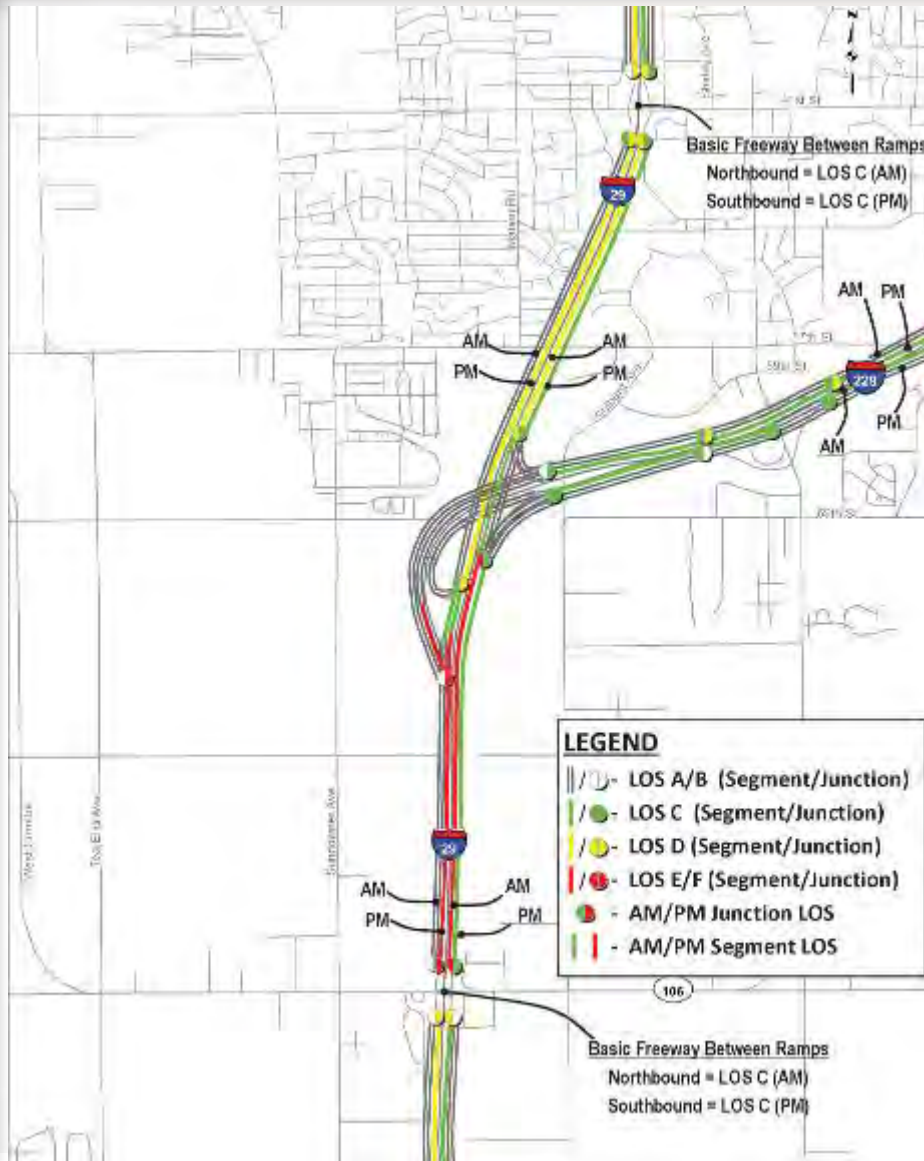 Basic Freeway Between Ramps
Northbound = LOS C (AM)
Southbound = LOS C (PM)
29
AM
PM
AM
AM
PM
PM
229
AM
PM
LEGEND
LOS A/B (Segment/Junction)
LOS C (Segment/Junction)
LOS D (Segment/Junction)
LOS E/F (Segment/Junction)
AM/PM Junction LOS
AM/PM Segment LOS
Sundowner Ave
29
AM
AM
PM
PM
106
Basic Freeway Between Ramps
Northbound = LOS C (AM)
Southbound = LOS C (PM)